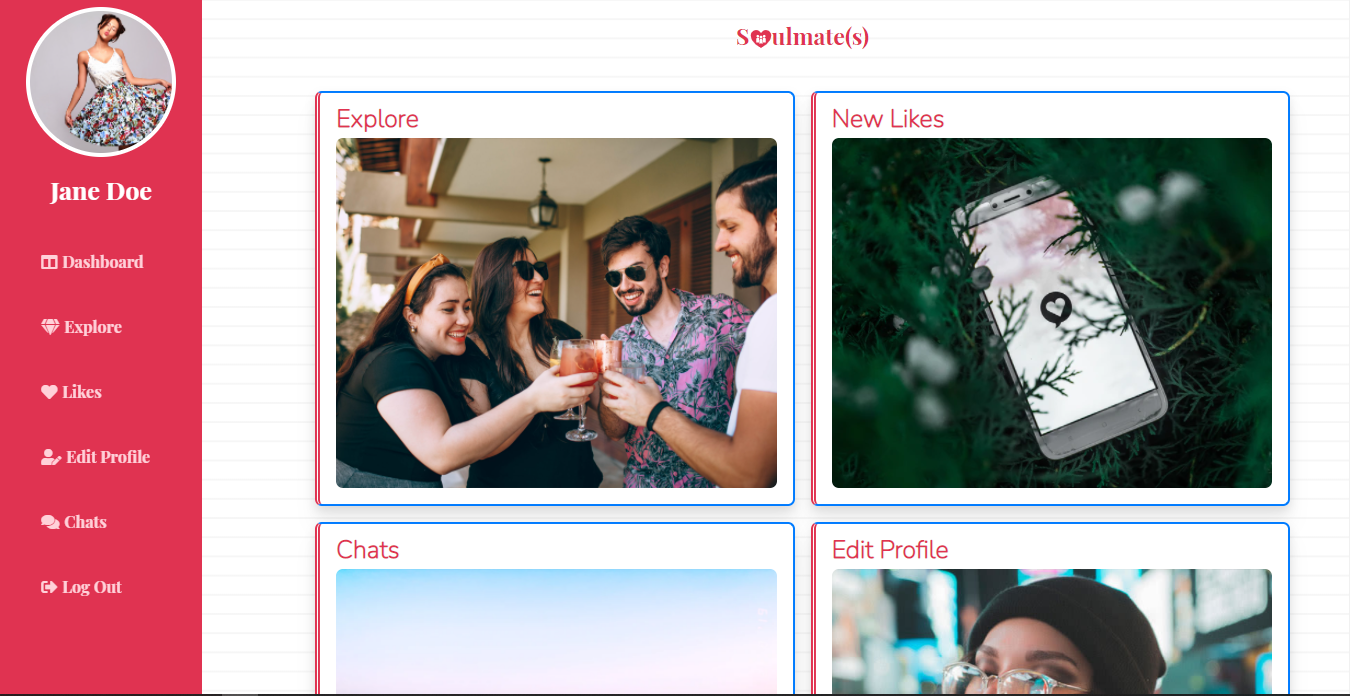 Soulmate(s)
Jane Doe
Dashboard
Explore
Likes
Edit Profile
Chats
Log Out
Explore
New Likes
Chats
Edit Profile